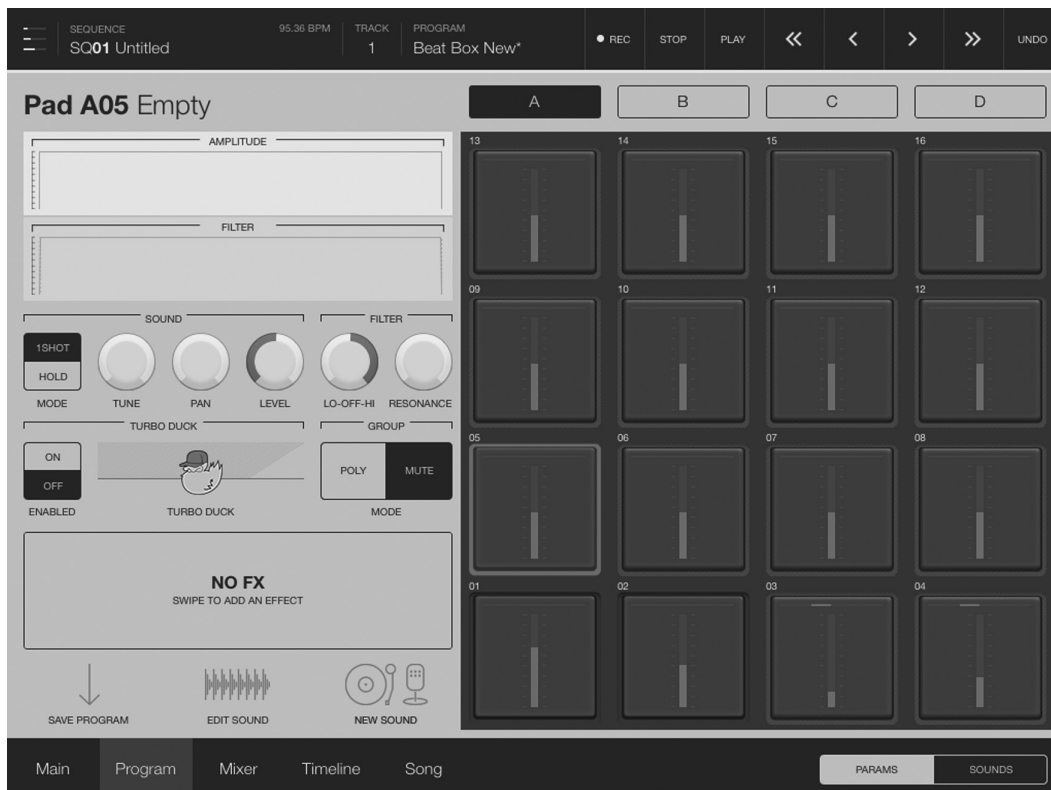 SEQUENCE
SQ01 Untitled
95.36 BPM
TRACK
1
PROGRAM
Beat Box New*
REC
STOP
PLAY
UNDO
Pad A05 Empty
A
B
C
D
AMPLITUDE
FILTER
SOUND
FILTER
1SHOT
HOLD
MODE
TUNE
PAN
LEVEL
LO-OFF-HI
RESONANCE
TURBO DUCK
GROUP
ON
OFF
POLY
MUTE
ENABLED
TURBO DUCK
MODE
NO FX
SWIPE TO ADD AN EFFECT
SAVE PROGRAM
EDIT SOUND
NEW SOUND
13
14
15
16
09
10
11
12
05
06
07
08
01
02
03
04
Main
Program
Mixer
Timeline
Song
PARAMS
SOUNDS